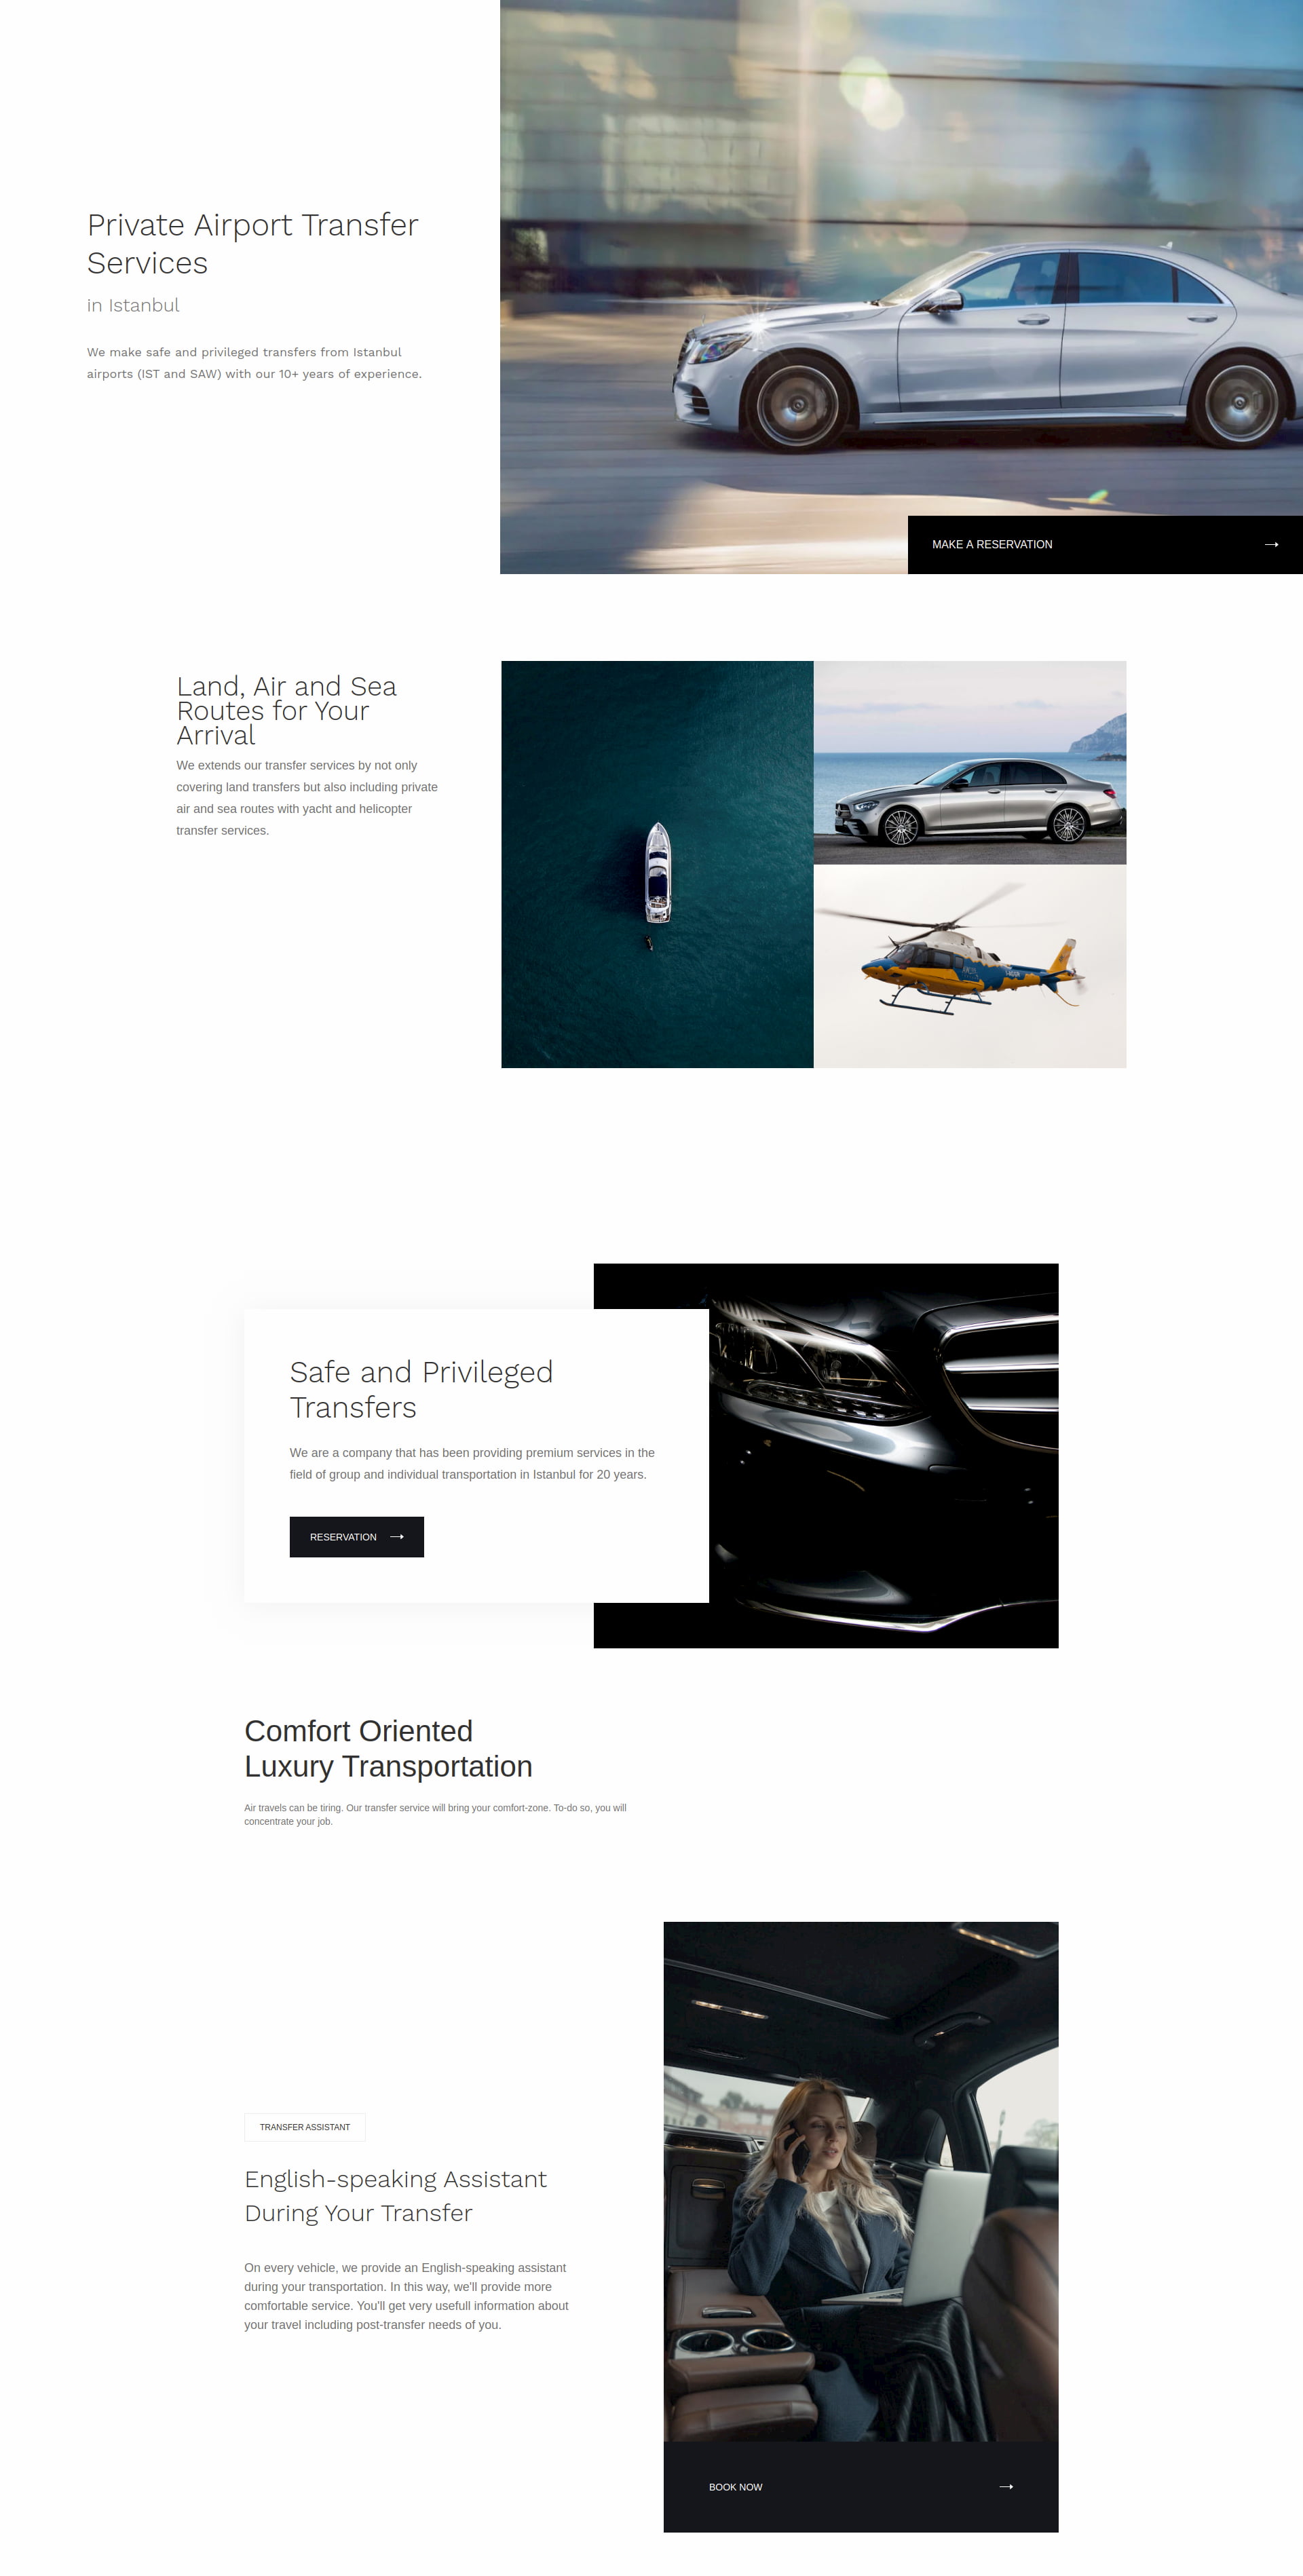 Private Airport Transfer
Services
in Istanbul
We make safe and privileged transfers from Istanbul
airports (IST and SAW) with our 10+ years of experience.
MAKE A RESERVATION
Land, Air and Sea
Routes for Your
Arrival
We extends our transfer services by not only
covering land transfers but also including private
air and sea routes with yacht and helicopter
transfer services.
Safe and Privileged
Transfers
We are a company that has been providing premium services in the
field of group and individual transportation in Istanbul for 20 years.
RESERVATION
Comfort Oriented
Luxury Transportation
Air travels can be tiring. Our transfer service will bring your comfort-zone. To-do so, you will
concentrate your job.
TRANSFER ASSISTANT
English-speaking Assistant
During Your Transfer
On every vehicle, we provide an English-speaking assistant
during your transportation. In this way, we'll provide more
comfortable service. You'll get very usefull information about
your travel including post-transfer needs of you.
BOOK NOW